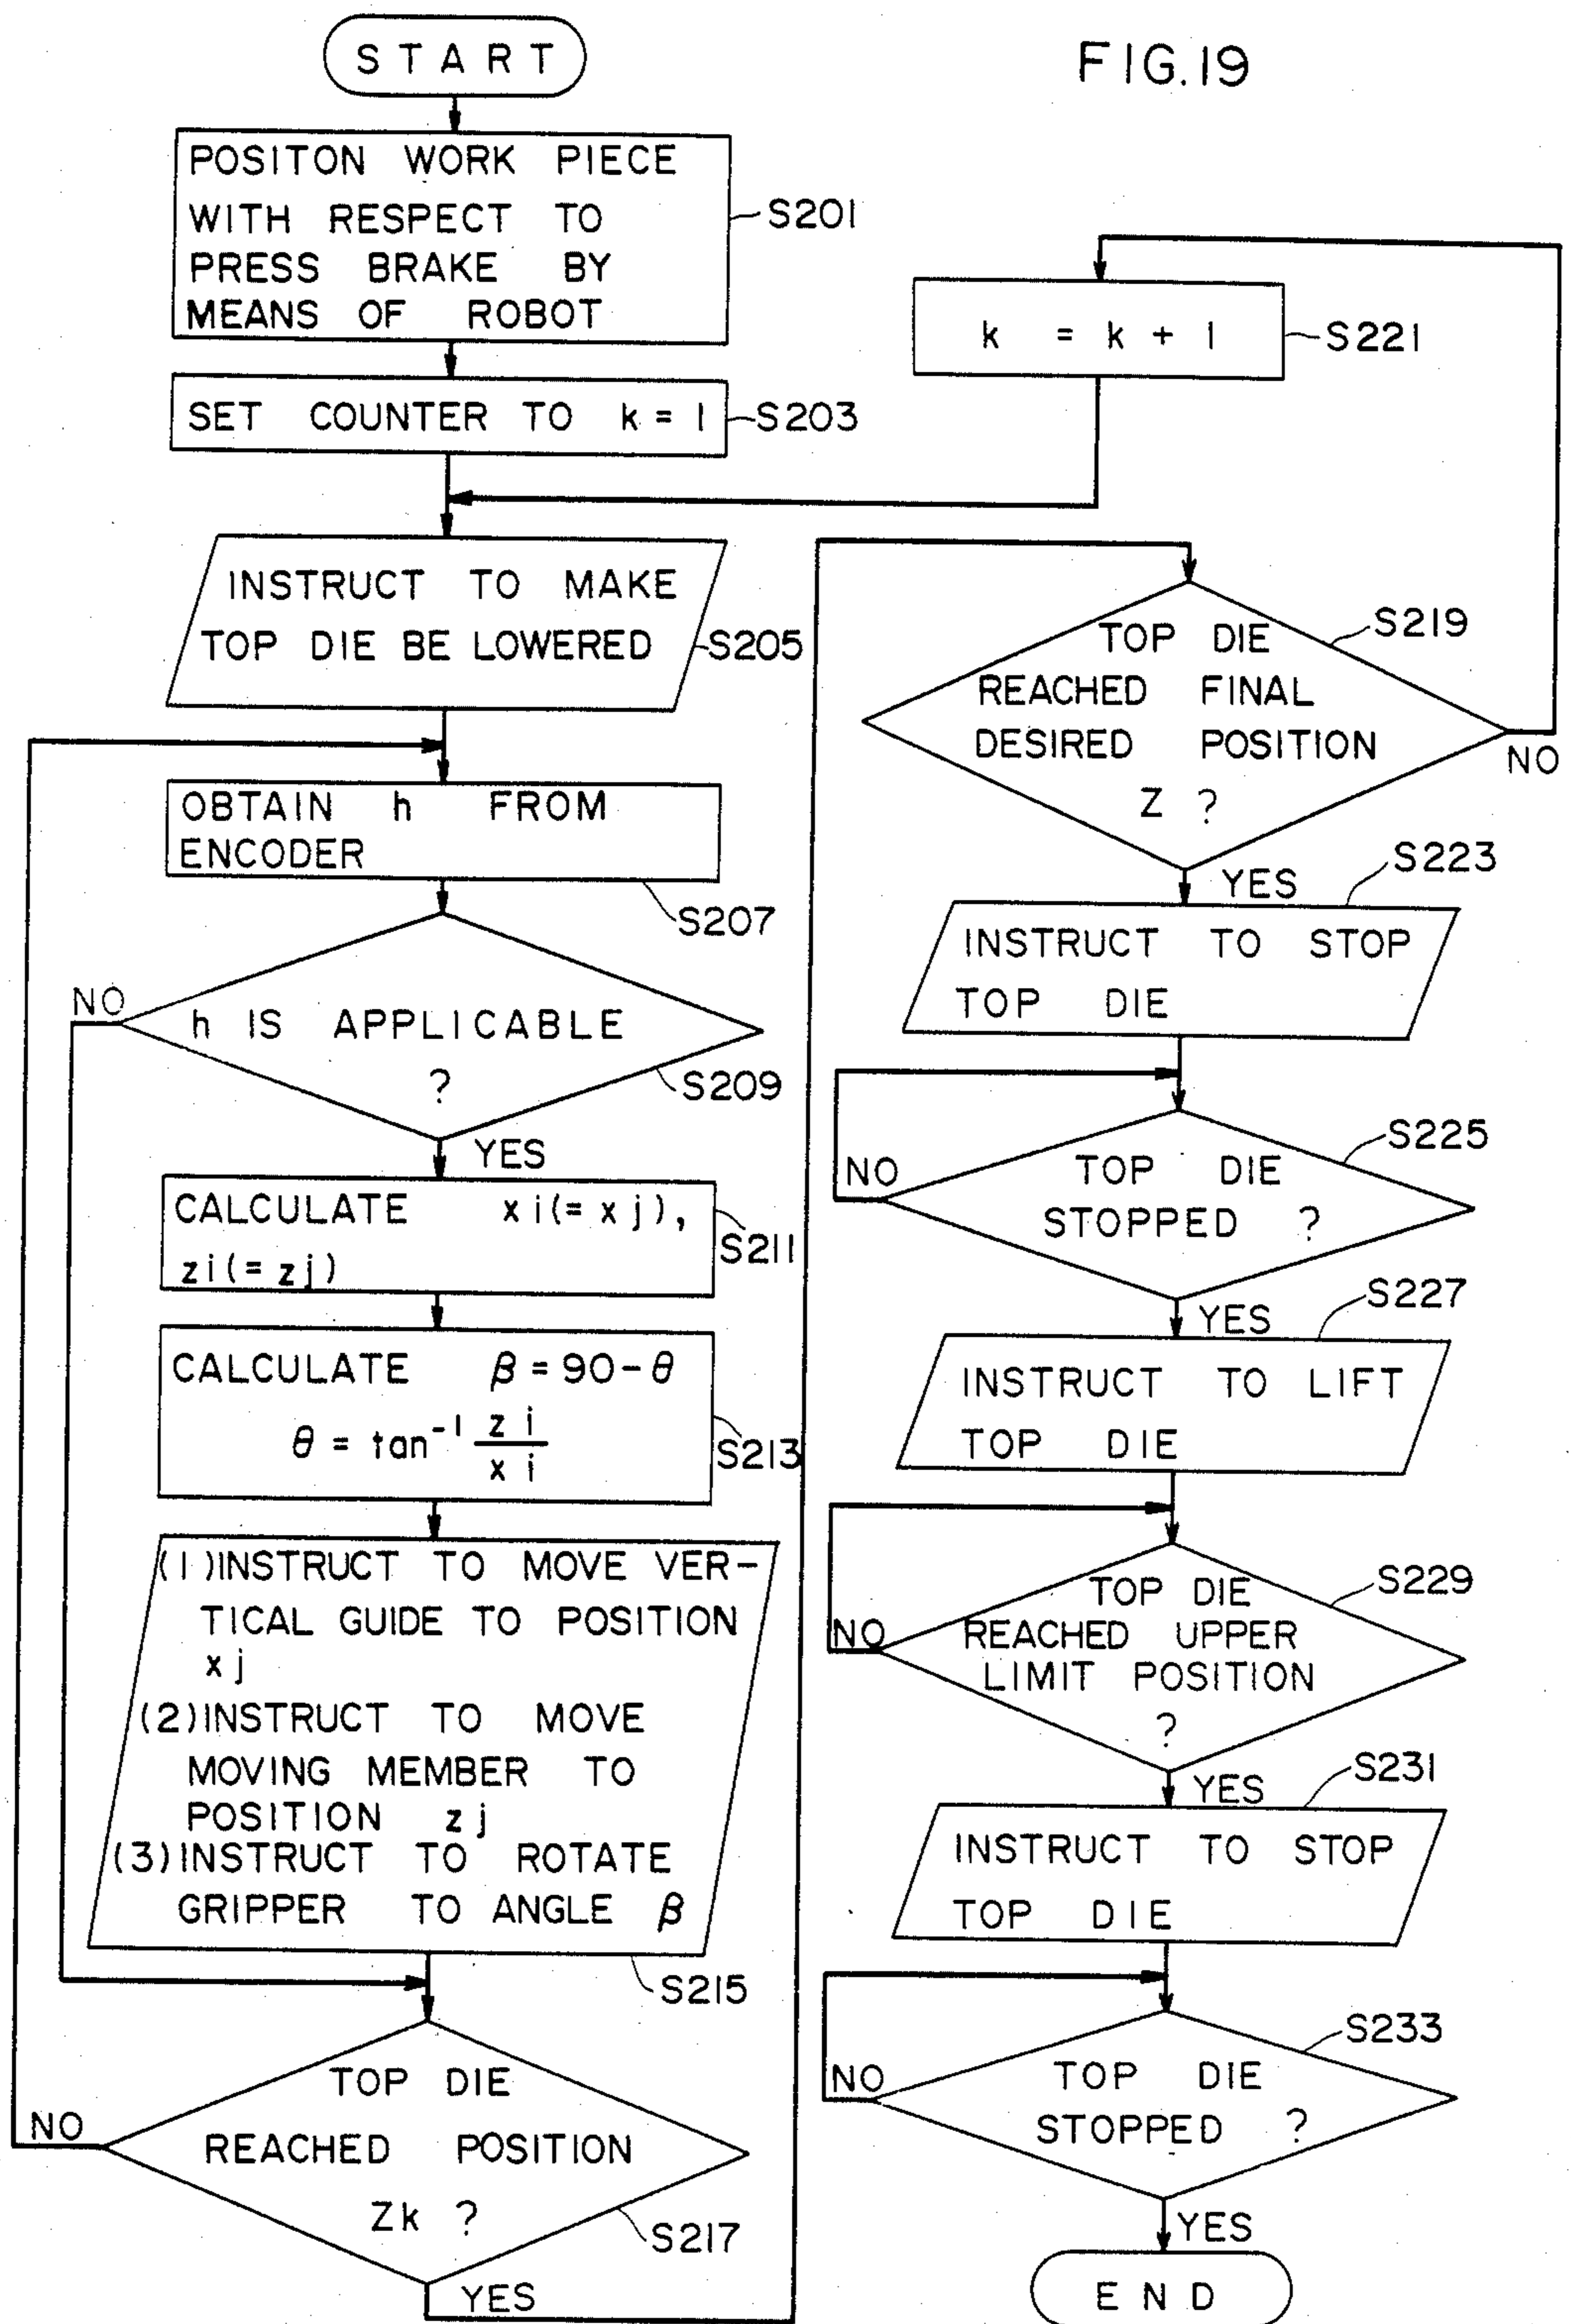 FIG.19
START
POSITON WORK PIECE
WITH RESPECT TO
PRESS BRAKE BY
MEANS OF ROBOT
S201
SET COUNTER TO k = 1
S203
INSTRUCT TO MAKE
TOP DIE BE LOWERED
S205
OBTAIN h FROM
ENCODER
S207
h IS APPLICABLE
?
S209
NO
YES
CALCULATE xi(= xj),
zi(= zj)
S211
CALCULATE β = 90 - θ
θ = tan⁻¹ zi/xi
S213
(1)INSTRUCT TO MOVE VER-
TICAL GUIDE TO POSITION
xj
(2)INSTRUCT TO MOVE
MOVING MEMBER TO
POSITION zj
(3)INSTRUCT TO ROTATE
GRIPPER TO ANGLE β
S215
TOP DIE
REACHED POSITION
Zk ?
S217
NO
YES
k = k + 1
S221
TOP DIE
REACHED FINAL
DESIRED POSITION
Z ?
S219
NO
YES
INSTRUCT TO STOP
TOP DIE
S223
TOP DIE
STOPPED ?
S225
NO
YES
INSTRUCT TO LIFT
TOP DIE
S227
TOP DIE
REACHED UPPER
LIMIT POSITION
?
S229
NO
YES
INSTRUCT TO STOP
TOP DIE
S231
TOP DIE
STOPPED ?
S233
NO
YES
END